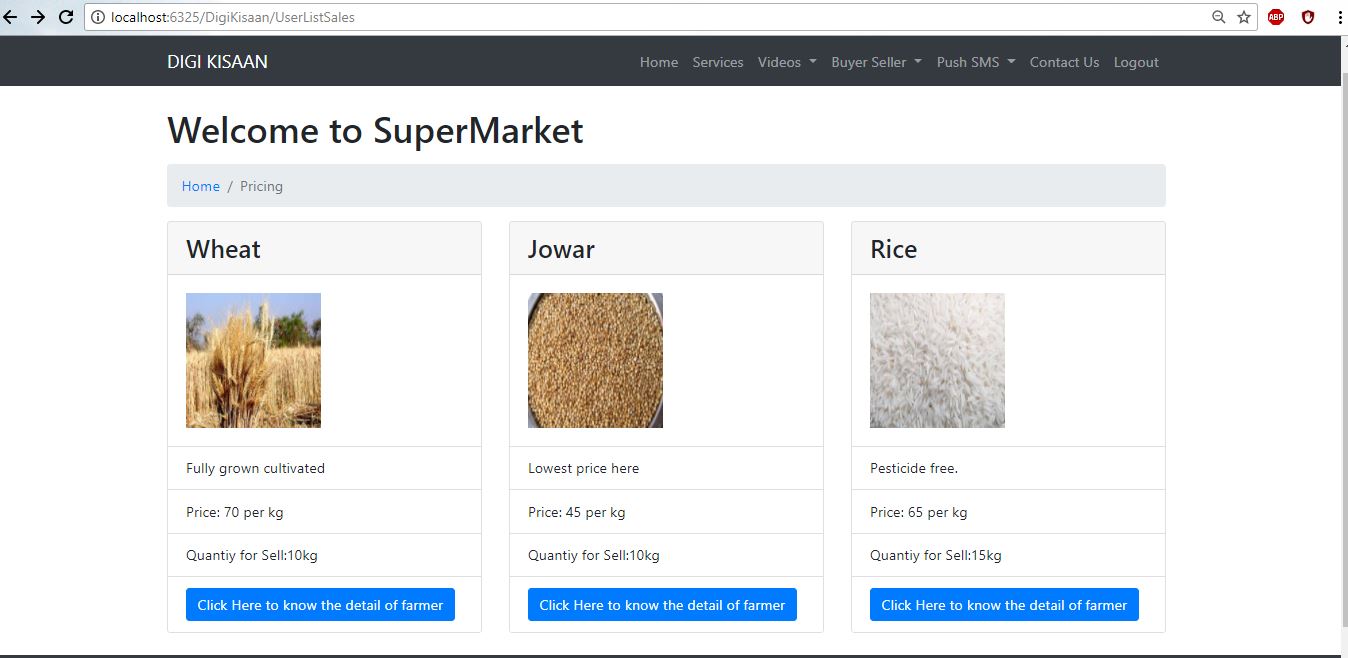 localhost:6325/DigiKisaan/UserListSales
ABP
DIGI KISAAN Home Services Videos Buyer Seller Push SMS Contact Us Logout
Welcome to SuperMarket
Home / Pricing
Wheat
Fully grown cultivated
Price: 70 per kg
Quantiy for Sell:10kg
Click Here to know the detail of farmer
Jowar
Lowest price here
Price: 45 per kg
Quantiy for Sell:10kg
Click Here to know the detail of farmer
Rice
Pesticide free.
Price: 65 per kg
Quantiy for Sell:15kg
Click Here to know the detail of farmer